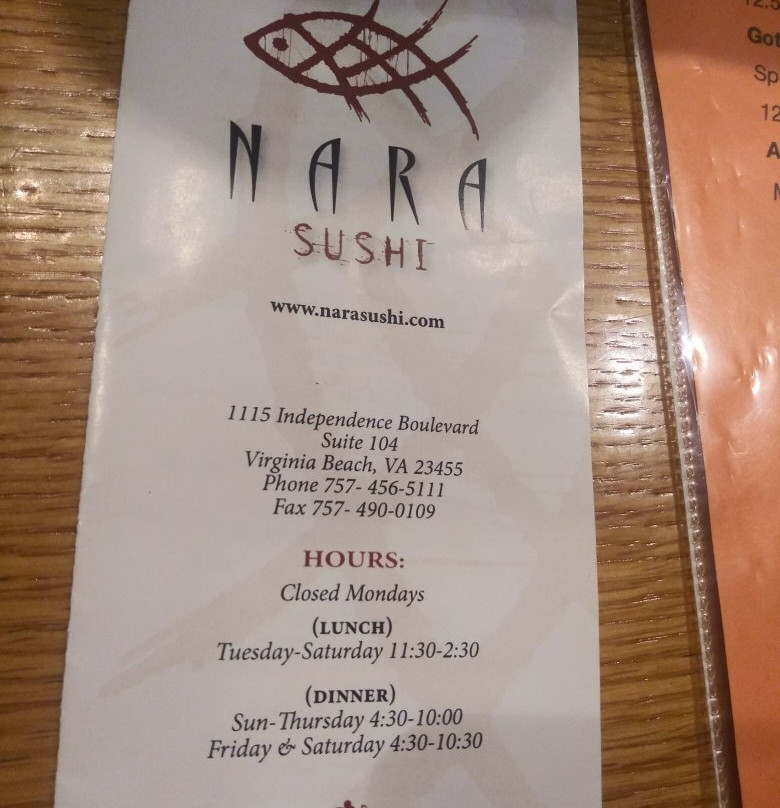 NARA
SUSHI
www.narasushi.com
1115 Independence Boulevard
Suite 104
Virginia Beach, VA 23455
Phone 757- 456-5111
Fax 757- 490-0109
HOURS:
Closed Mondays
(LUNCH)
Tuesday-Saturday 11:30-2:30
(DINNER)
Sun-Thursday 4:30-10:00
Friday & Saturday 4:30-10:30